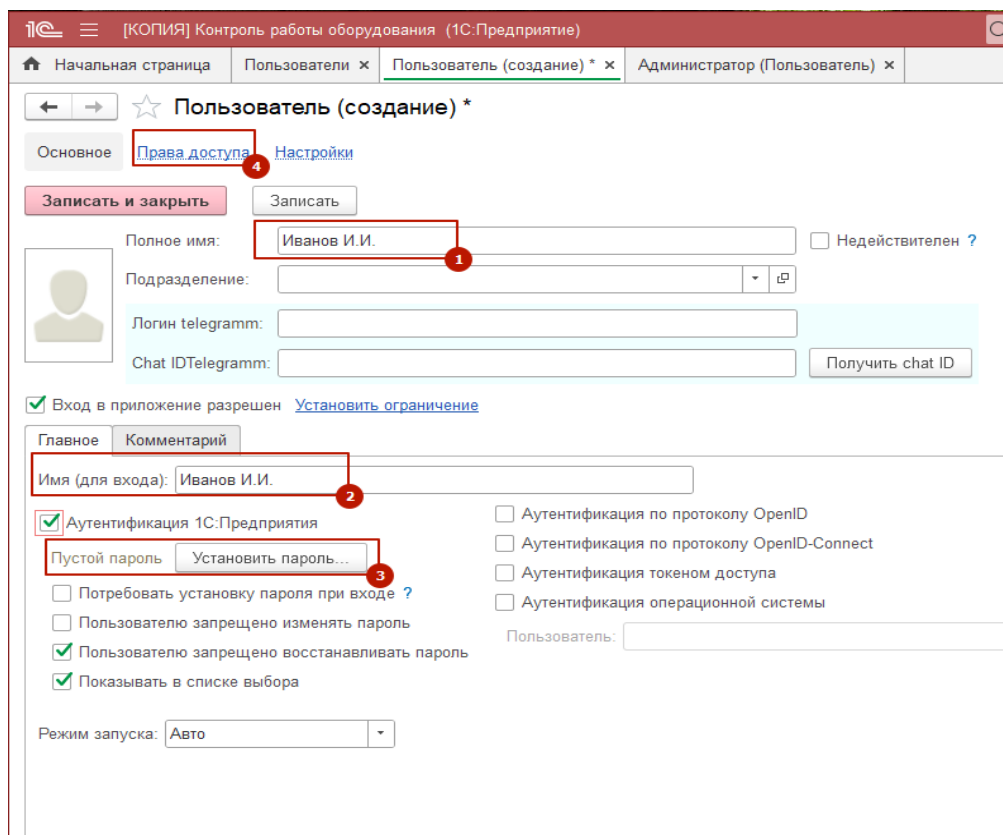 1С [КОПИЯ] Контроль работы оборудования (1С:Предприятие)
Начальная страница Пользователи × Пользователь (создание) * × Администратор (Пользователь) ×
Пользователь (создание) *
Основное Права доступа Настройки
4
Записать и закрыть Записать
Полное имя: Иванов И.И. Недействителен ?
1
Подразделение:
Логин telegramm:
Chat IDTelegramm: Получить chat ID
Вход в приложение разрешен Установить ограничение
Главное Комментарий
Имя (для входа): Иванов И.И.
2
Аутентификация 1С:Предприятия Аутентификация по протоколу OpenID
Пустой пароль Установить пароль... Аутентификация по протоколу OpenID-Connect
3
Аутентификация токеном доступа
Потребовать установку пароля при входе ? Аутентификация операционной системы
Пользователю запрещено изменять пароль
Пользователь:
Пользователю запрещено восстанавливать пароль
Показывать в списке выбора
Режим запуска: Авто